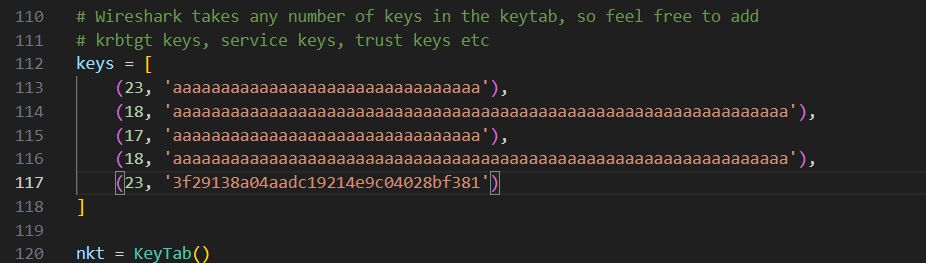 110 # Wireshark takes any number of keys in the keytab, so feel free to add
111 # krbtgt keys, service keys, trust keys etc
112 keys = [
113     (23, 'aaaaaaaaaaaaaaaaaaaaaaaaaaaaaaaa'),
114     (18, 'aaaaaaaaaaaaaaaaaaaaaaaaaaaaaaaaaaaaaaaaaaaaaaaaaaaaaaaaaaaaaaaa'),
115     (17, 'aaaaaaaaaaaaaaaaaaaaaaaaaaaaaaaa'),
116     (18, 'aaaaaaaaaaaaaaaaaaaaaaaaaaaaaaaaaaaaaaaaaaaaaaaaaaaaaaaaaaaaaaaa'),
117     (23, '3f29138a04aadc19214e9c04028bf381')
118 ]
119
120 nkt = KeyTab()